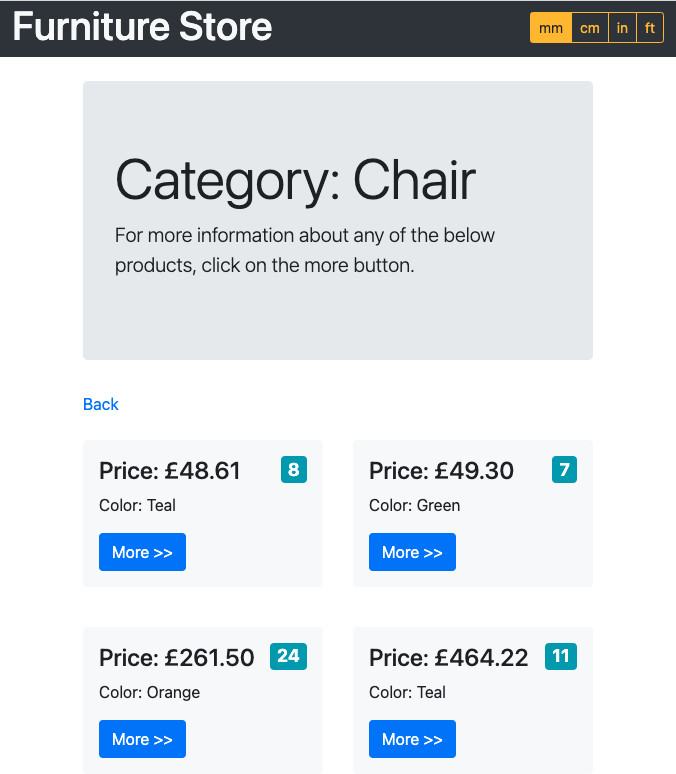 Furniture Store
mm cm in ft
Category: Chair
For more information about any of the below
products, click on the more button.
Back
Price: £48.61 8
Color: Teal
More >>
Price: £49.30 7
Color: Green
More >>
Price: £261.50 24
Color: Orange
More >>
Price: £464.22 11
Color: Teal
More >>